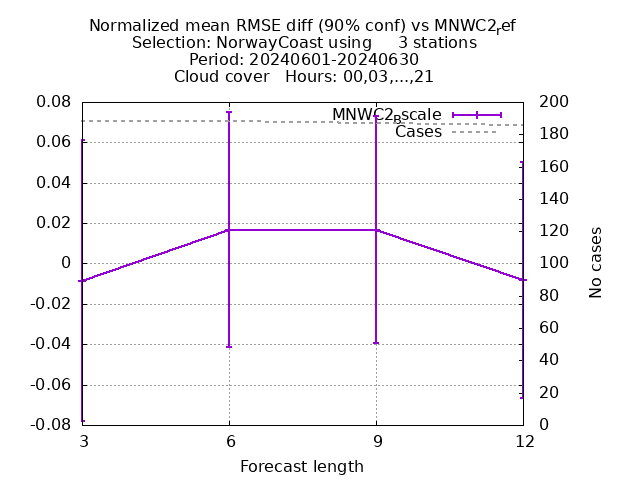 Normalized mean RMSE diff (90% conf) vs MNWC2ref
Selection: NorwayCoast using 3 stations
Period: 20240601-20240630
Cloud cover Hours: 00,03,...,21
MNWC2Bscale
Cases
0.08
0.06
0.04
0.02
0
-0.02
-0.04
-0.06
-0.08
200
180
160
140
120
100
80
60
40
20
0
No cases
3 6 9 12
Forecast length